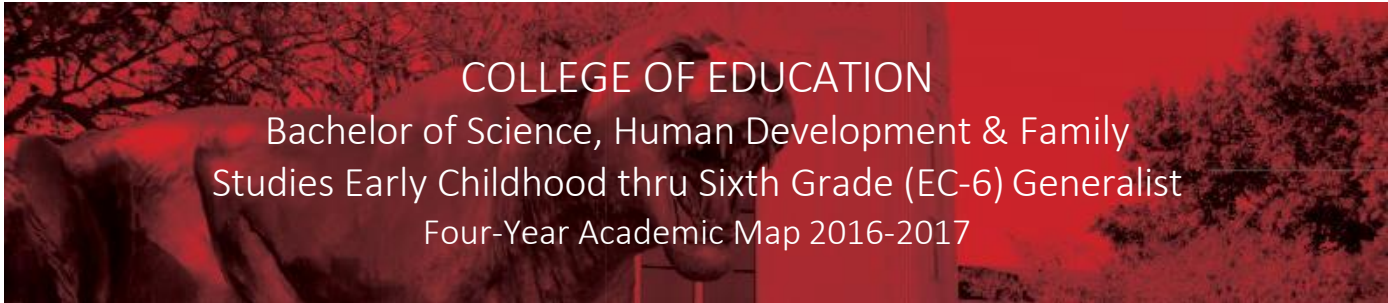 COLLEGE OF EDUCATION
Bachelor of Science, Human Development & Family
Studies Early Childhood thru Sixth Grade (EC-6) Generalist
Four-Year Academic Map 2016-2017